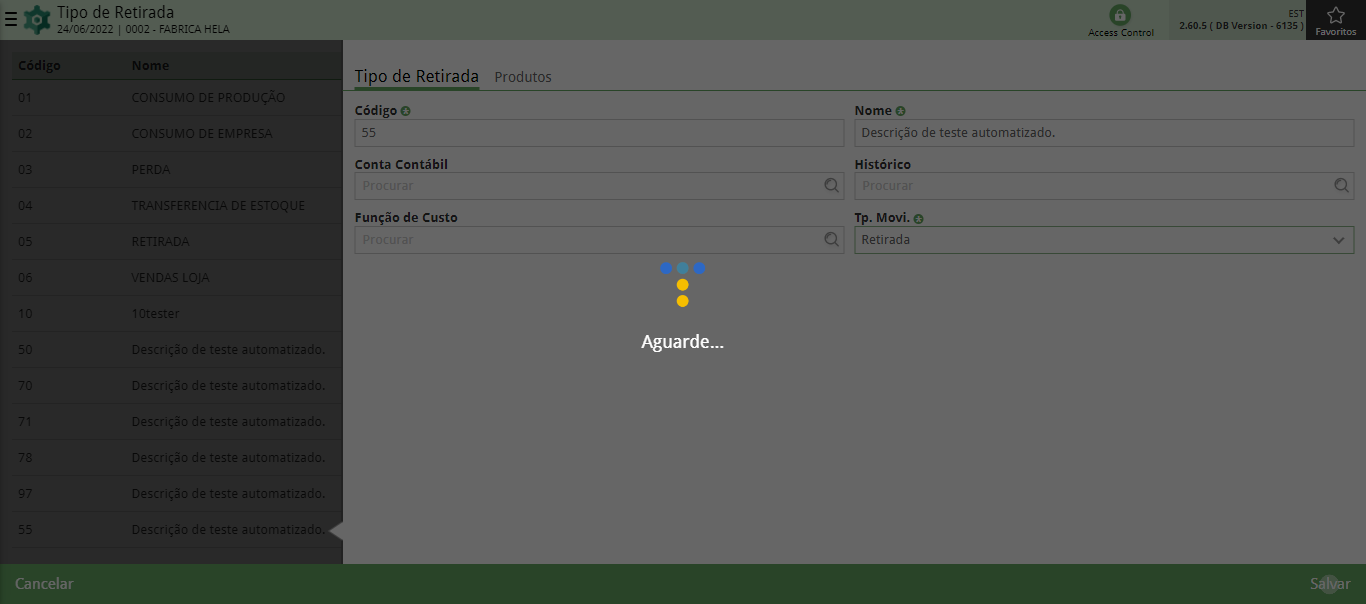 Tipo de Retirada
24/06/2022 | 0002 - FABRICA HELA
Access Control
EST
2.60.5 ( DB Version - 6135 )
Favoritos
Código Nome
01 CONSUMO DE PRODUÇÃO
02 CONSUMO DE EMPRESA
03 PERDA
04 TRANSFERENCIA DE ESTOQUE
05 RETIRADA
06 VENDAS LOJA
10 10tester
50 Descrição de teste automatizado.
70 Descrição de teste automatizado.
71 Descrição de teste automatizado.
78 Descrição de teste automatizado.
97 Descrição de teste automatizado.
55 Descrição de teste automatizado.
Tipo de Retirada Produtos
Código Nome
55 Descrição de teste automatizado.
Conta Contábil Histórico
Procurar Procurar
Função de Custo Tp. Movi.
Procurar Retirada
Aguarde...
Cancelar Salvar